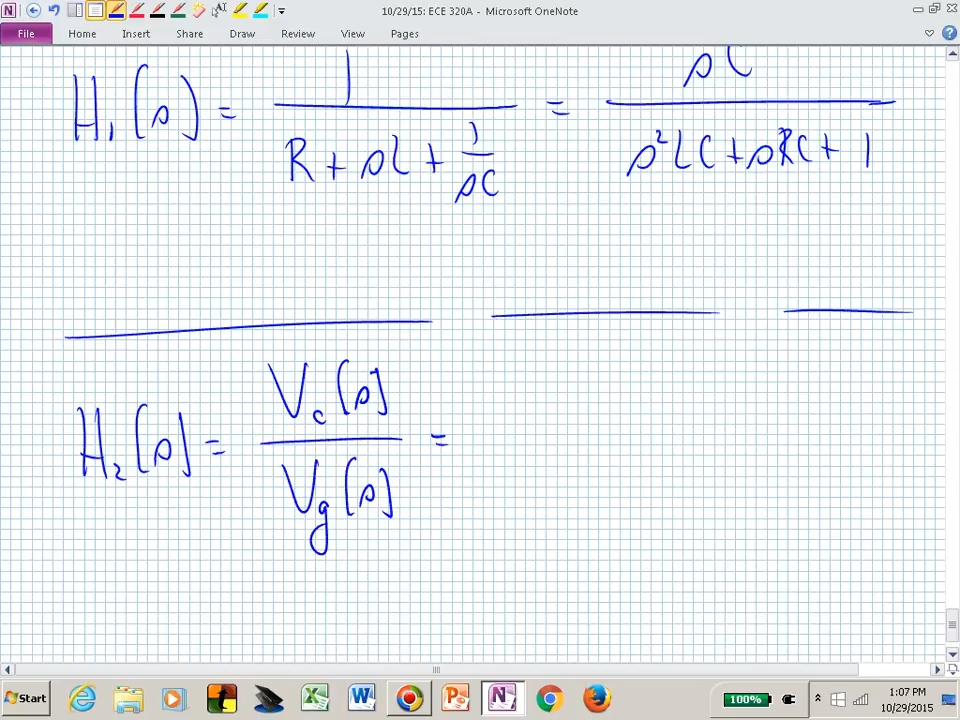 10/29/15: ECE 320A - Microsoft OneNote
File Home Insert Share Draw Review Pages View
H₁(s) = 1 / (R + sL + 1/sC) = sC / (s²LC + sRC + 1)
H₂(s) = V_c(s) / V_g(s) =
Start
100%
1:07 PM
10/29/2015